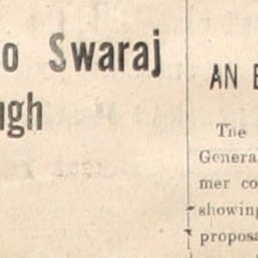 o Swaraj
ugh
AN E
The
Genera
mer co
showing
proposa